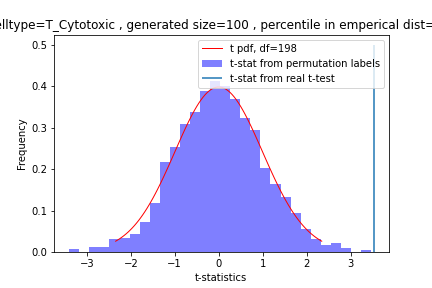 elltype=T_Cytotoxic , generated size=100 , percentile in emperical dist=
t pdf, df=198
t-stat from permutation labels
t-stat from real t-test
Frequency
0.5
0.4
0.3
0.2
0.1
0.0
−3
−2
−1
0
1
2
3
t-statistics